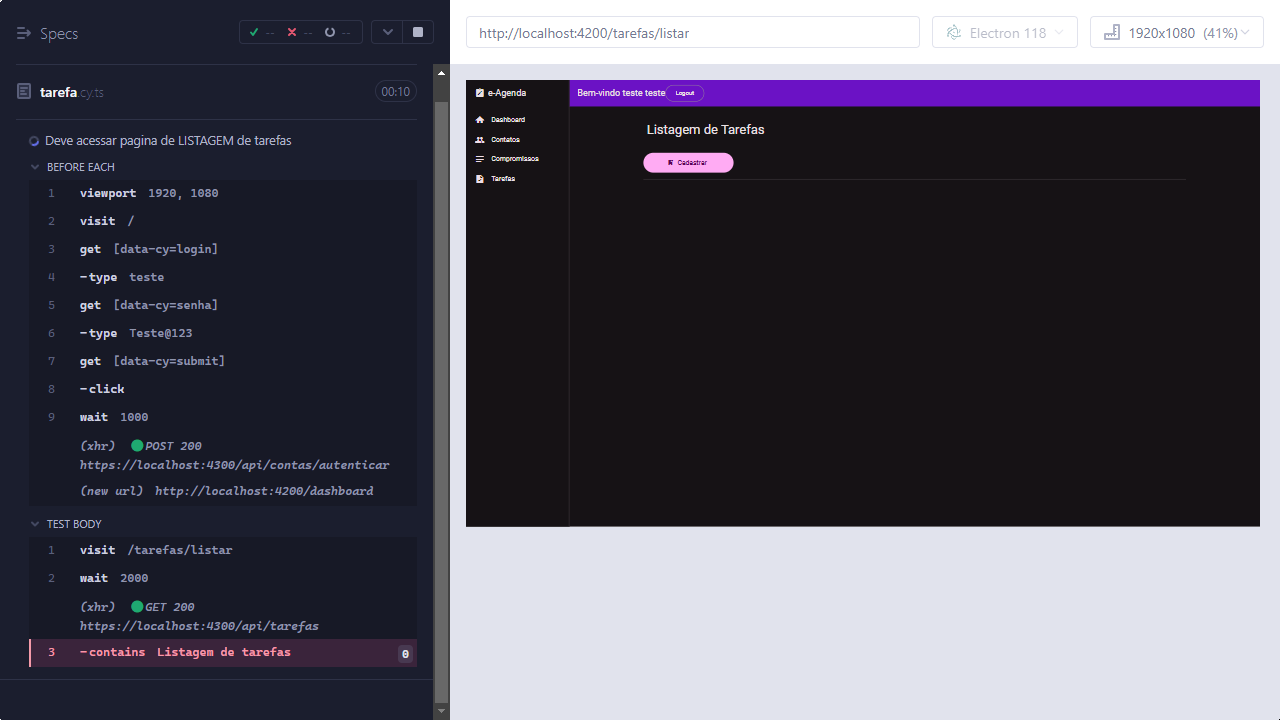 Specs
--
--
--
tarefa.cy.ts
00:10
Deve acessar pagina de LISTAGEM de tarefas
BEFORE EACH
1 viewport 1920, 1080
2 visit /
3 get [data-cy=login]
4 -type teste
5 get [data-cy=senha]
6 -type Teste@123
7 get [data-cy=submit]
8 -click
9 wait 1000
(xhr) POST 200
https://localhost:4300/api/contas/autenticar
(new url) http://localhost:4200/dashboard
TEST BODY
1 visit /tarefas/listar
2 wait 2000
(xhr) GET 200
https://localhost:4300/api/tarefas
3 -contains Listagem de tarefas 0
http://localhost:4200/tarefas/listar
Electron 118
1920x1080 (41%)
e-Agenda
Bem-vindo teste teste
Logout
Dashboard
Contatos
Compromissos
Tarefas
Listagem de Tarefas
Cadastrar